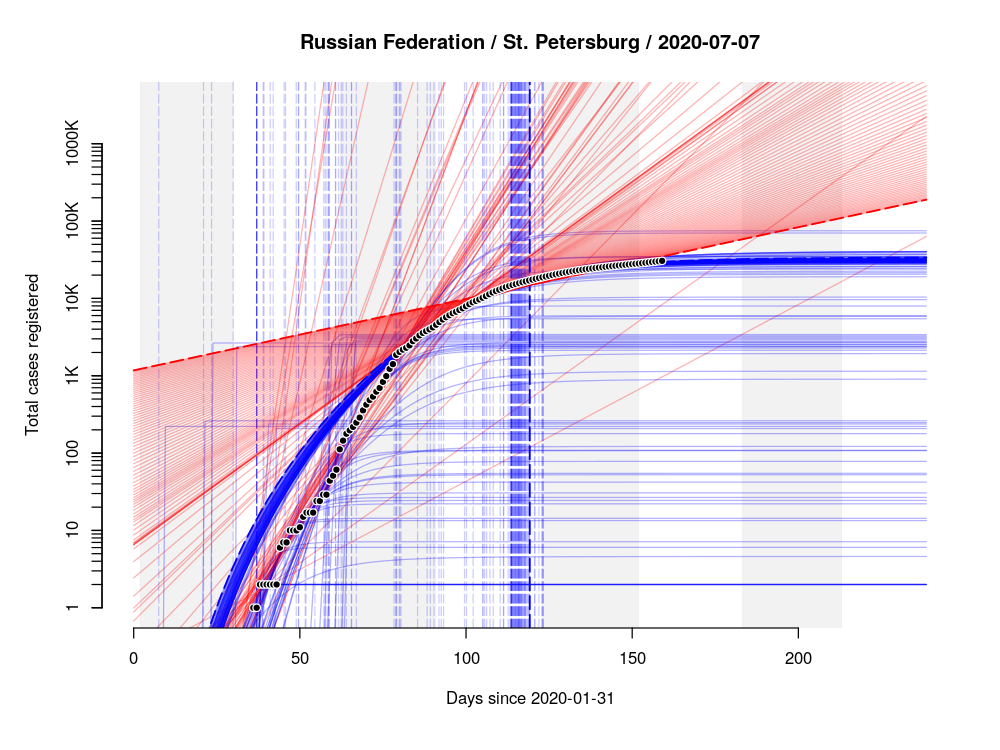 Russian Federation / St. Petersburg / 2020-07-07
Total cases registered
1000K
100K
10K
1K
100
10
1
0 50 100 150 200
Days since 2020-01-31